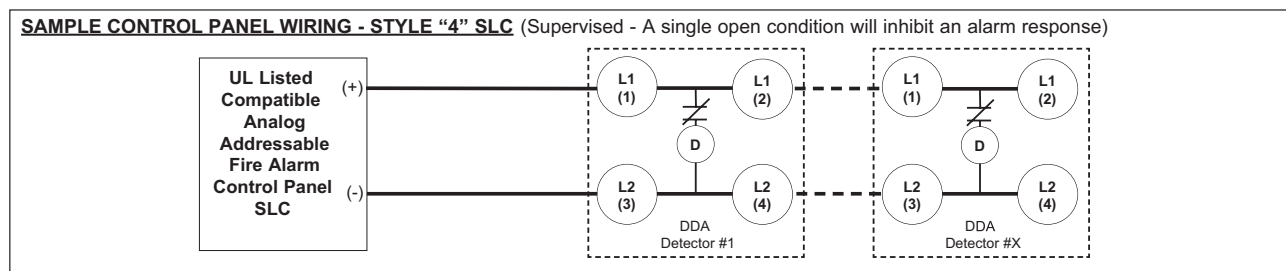 SAMPLE CONTROL PANEL WIRING - STYLE “4” SLC (Supervised - A single open condition will inhibit an alarm response)
UL Listed
Compatible
Analog
Addressable
Fire Alarm
Control Panel
SLC
(+)
(-)
L1
(1)
L1
(2)
D
L2
(3)
L2
(4)
DDA
Detector #1
L1
(1)
L1
(2)
D
L2
(3)
L2
(4)
DDA
Detector #X